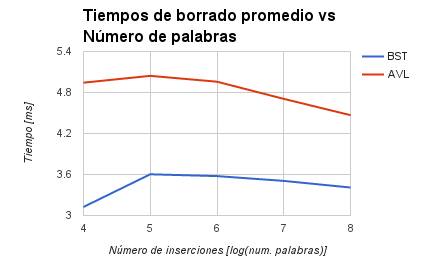 Tiempos de borrado promedio vs
Número de palabras
5.4
4.8
4.2
3.6
3
4 5 6 7 8
Tiempo [ms]
Número de inserciones [log(num. palabras)]
BST
AVL